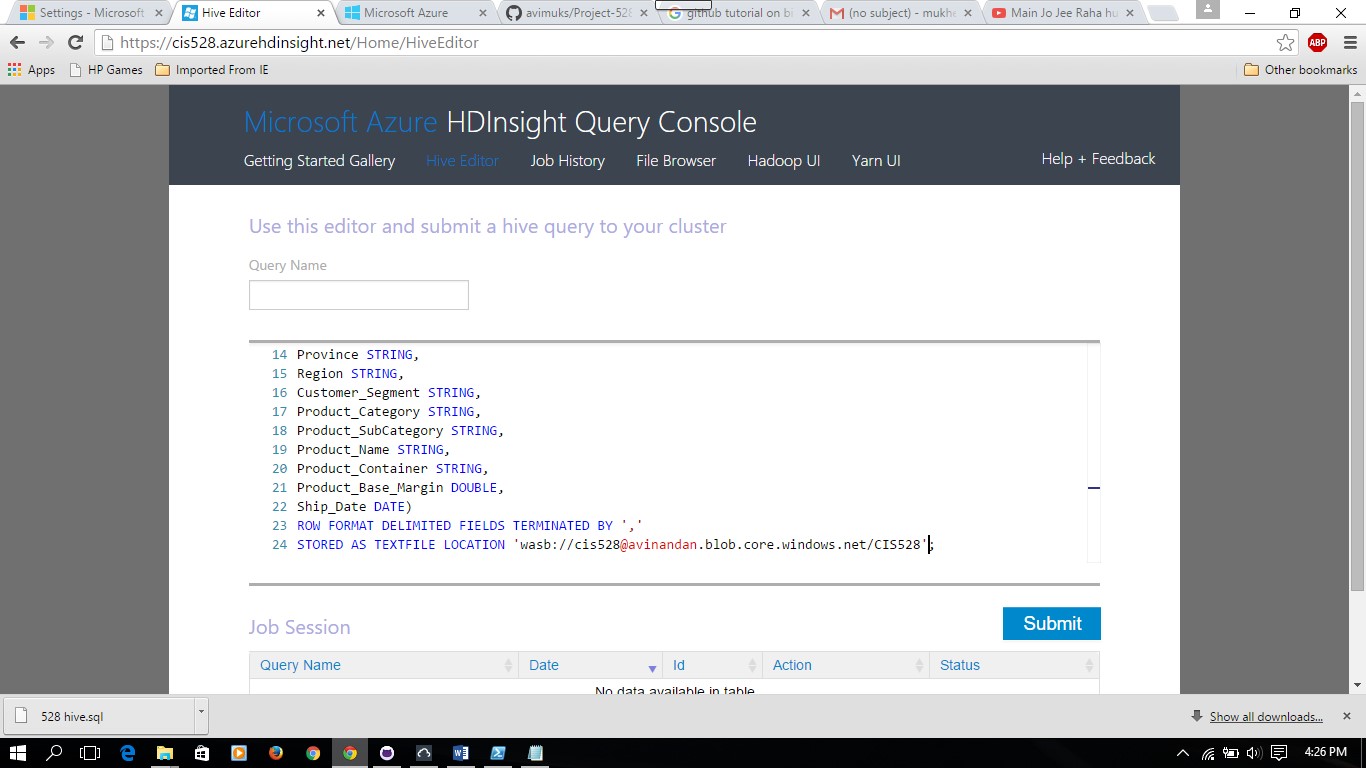 Settings - Microsoft
Hive Editor
Microsoft Azure
avimuks/Project-528
github tutorial on bi
(no subject) - mukhe
Main Jo Jee Raha hu
https://cis528.azurehdinsight.net/Home/HiveEditor
ABP
Apps
HP Games
Imported From IE
Other bookmarks
Microsoft Azure HDInsight Query Console
Getting Started Gallery
Hive Editor
Job History
File Browser
Hadoop UI
Yarn UI
Help + Feedback
Use this editor and submit a hive query to your cluster
Query Name
14 Province STRING,
15 Region STRING,
16 Customer_Segment STRING,
17 Product_Category STRING,
18 Product_SubCategory STRING,
19 Product_Name STRING,
20 Product_Container STRING,
21 Product_Base_Margin DOUBLE,
22 Ship_Date DATE)
23 ROW FORMAT DELIMITED FIELDS TERMINATED BY ','
24 STORED AS TEXTFILE LOCATION 'wasb://cis528@avinandan.blob.core.windows.net/CIS528';
Job Session
Submit
Query Name
Date
Id
Action
Status
No data available in table
528 hive.sql
Show all downloads...
4:26 PM